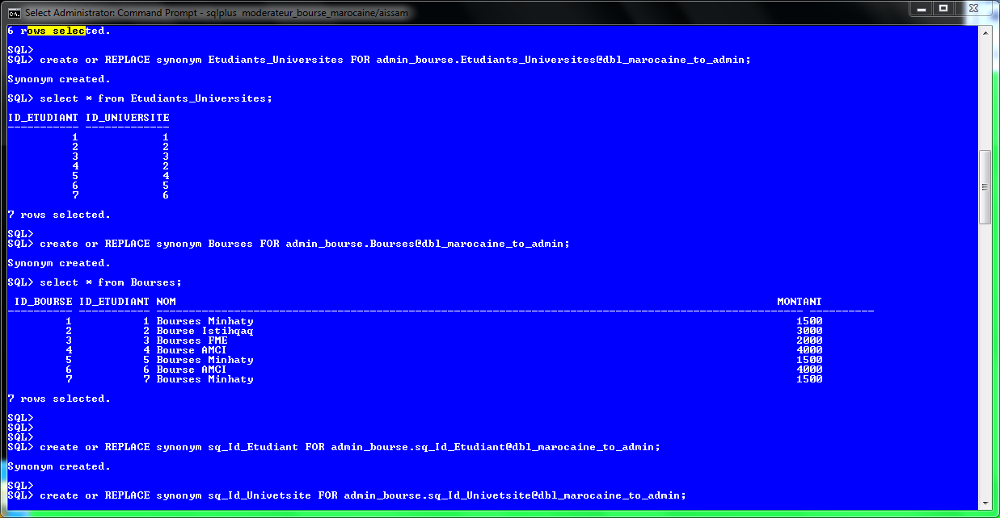 Select Administrator: Command Prompt - sqlplus  moderateur_bourse_marocaine/aissam
6 rows selected.
SQL>
SQL> create or REPLACE synonym Etudiants_Universites FOR admin_bourse.Etudiants_Universites@dbl_marocaine_to_admin;
Synonym created.
SQL> select * from Etudiants_Universites;
ID_ETUDIANT ID_UNIVERSITE
----------- -------------
1 1
2 2
3 3
4 2
5 4
6 5
7 6
7 rows selected.
SQL>
SQL> create or REPLACE synonym Bourses FOR admin_bourse.Bourses@dbl_marocaine_to_admin;
Synonym created.
SQL> select * from Bourses;
ID_BOURSE ID_ETUDIANT NOM MONTANT
---------- ----------- ---------------------------------------------------------------------------------------------------- ----------
1 1 Bourses Minhaty 1500
2 2 Bourse Istihqaq 3000
3 3 Bourses FME 2000
4 4 Bourse AMCI 4000
5 5 Bourses Minhaty 1500
6 6 Bourse AMCI 4000
7 7 Bourses Minhaty 1500
7 rows selected.
SQL>
SQL>
SQL>
SQL> create or REPLACE synonym sq_Id_Etudiant FOR admin_bourse.sq_Id_Etudiant@dbl_marocaine_to_admin;
Synonym created.
SQL>
SQL> create or REPLACE synonym sq_Id_Univetsite FOR admin_bourse.sq_Id_Univetsite@dbl_marocaine_to_admin;